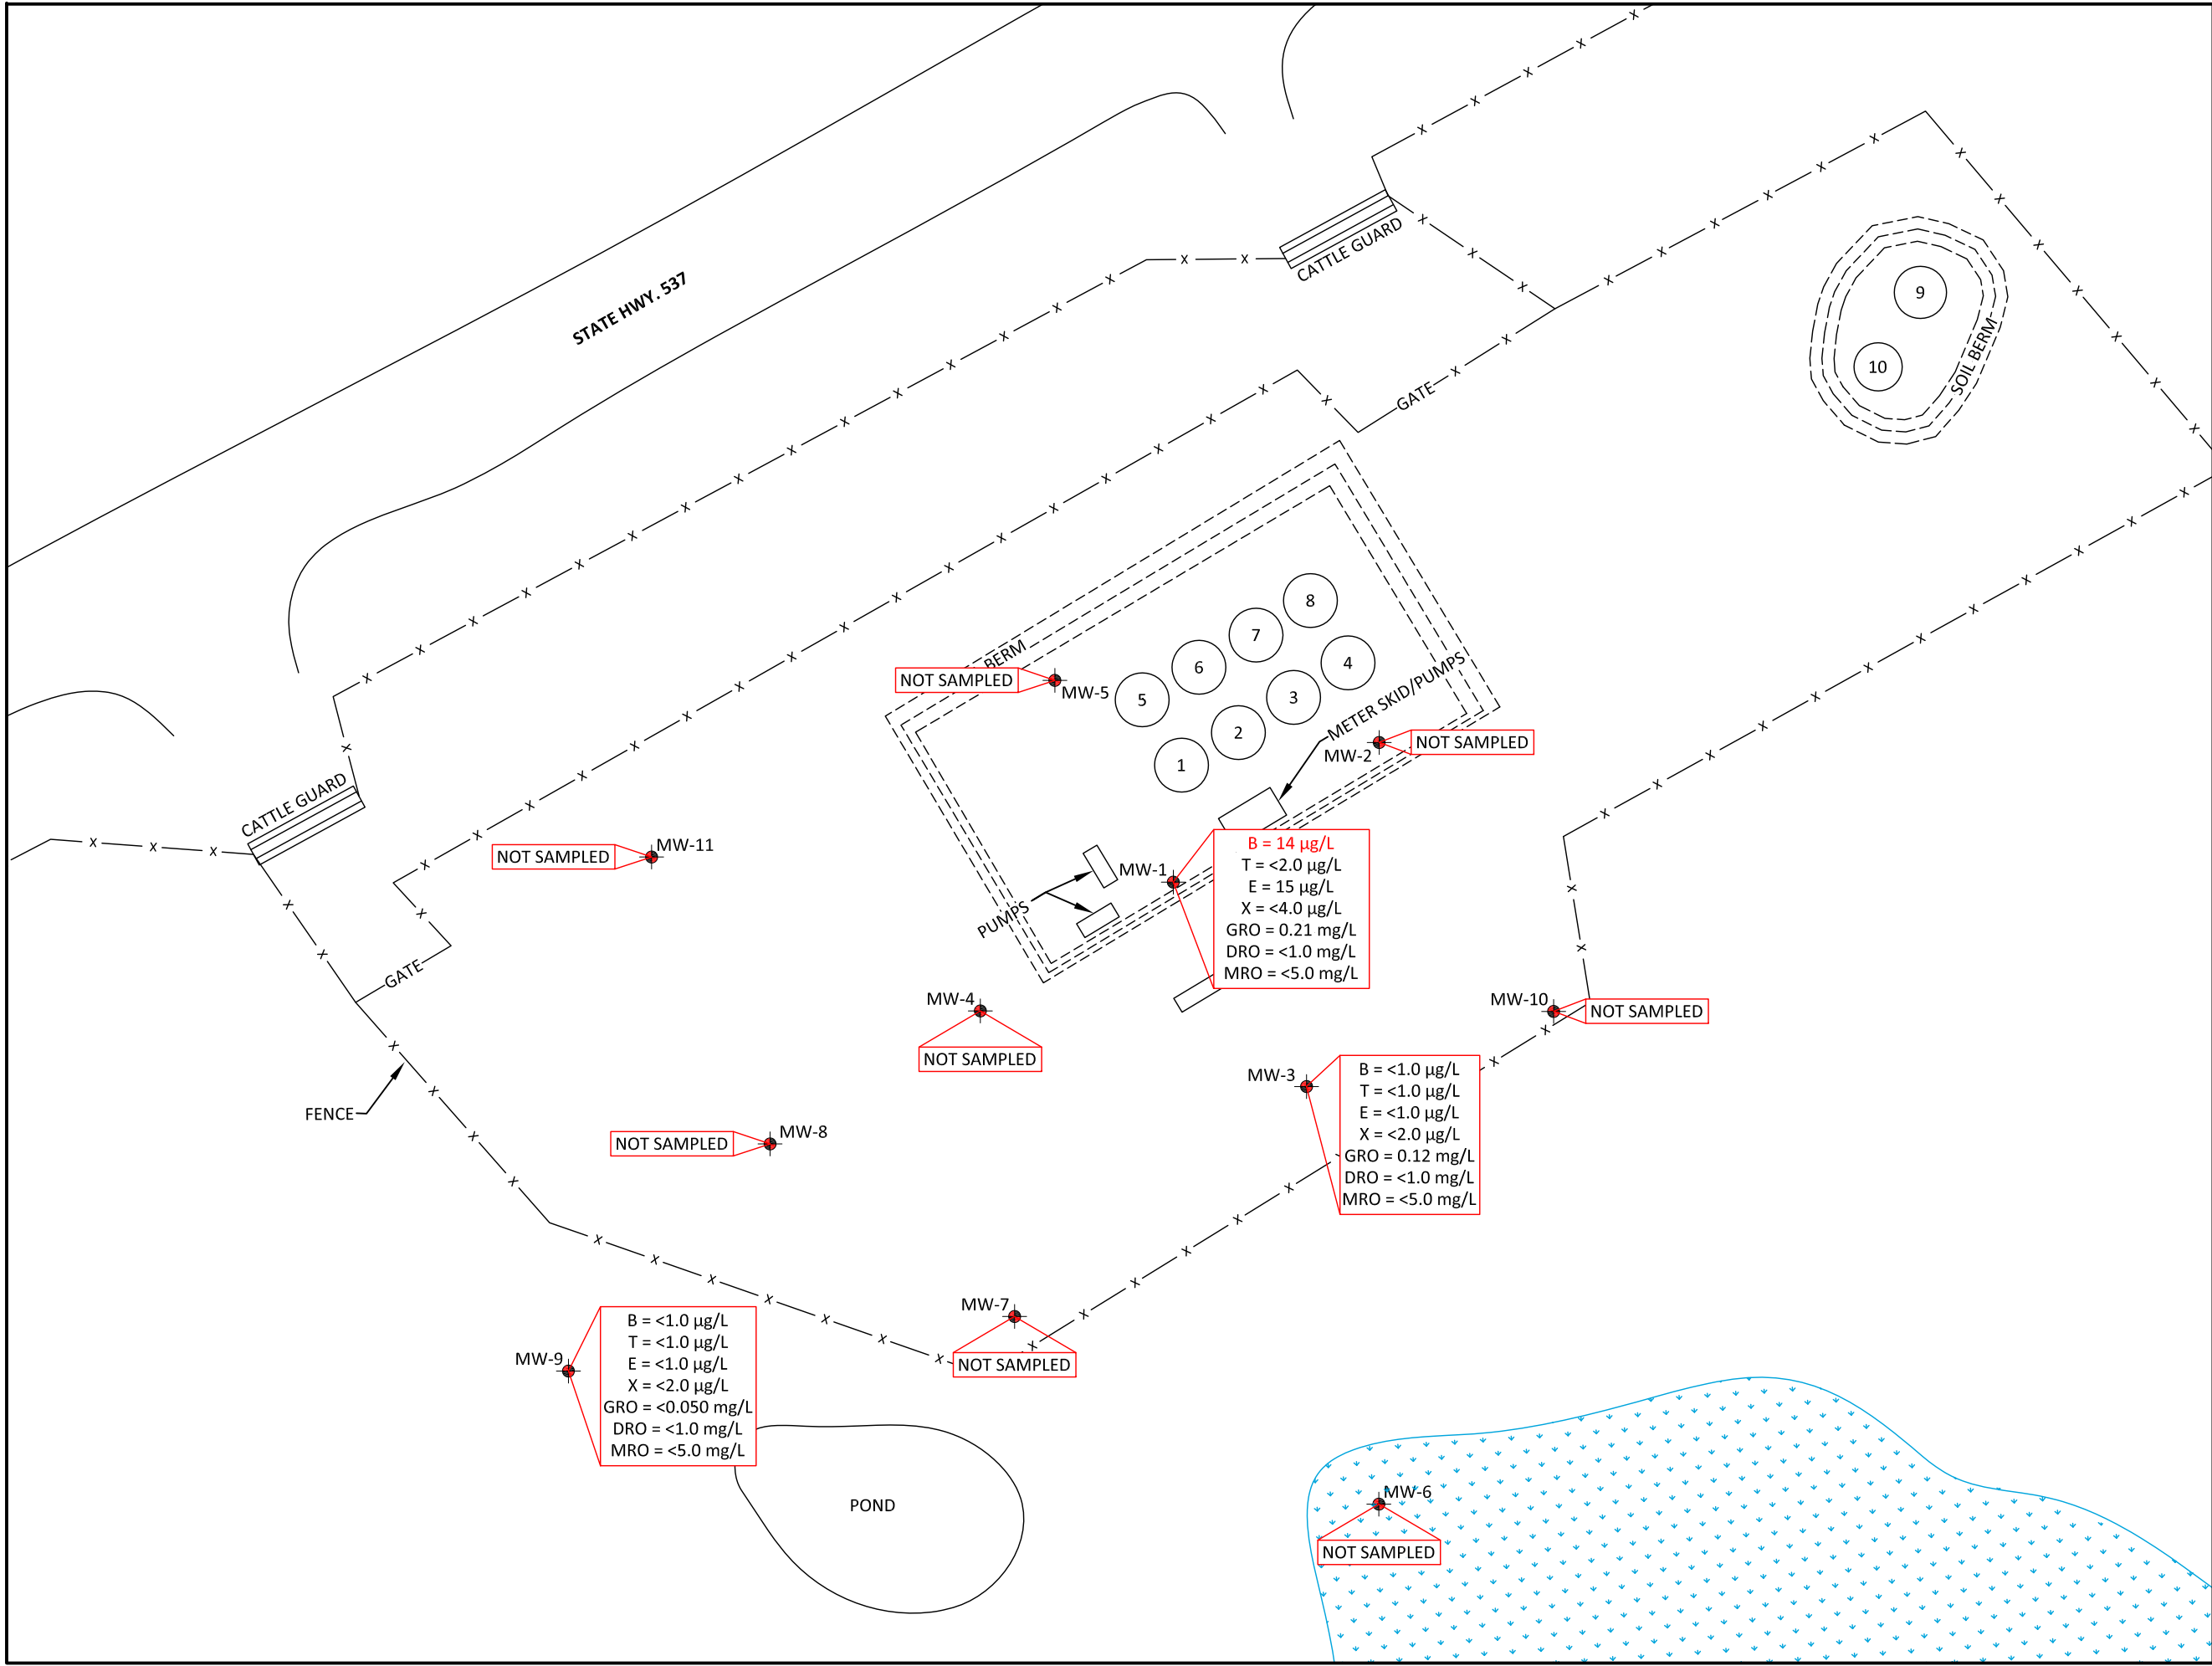 STATE HWY. 537
CATTLE GUARD
9
10
SOIL BERM
GATE
8
7
6
5
4
3
2
1
BERM
NOT SAMPLED
MW-5
METER SKID/PUMPS
MW-2
NOT SAMPLED
CATTLE GUARD
NOT SAMPLED
MW-11
MW-1
B = 14 µg/L
T = <2.0 µg/L
E = 15 µg/L
X = <4.0 µg/L
GRO = 0.21 mg/L
DRO = <1.0 mg/L
MRO = <5.0 mg/L
PUMPS
GATE
MW-4
NOT SAMPLED
MW-10
NOT SAMPLED
FENCE
MW-3
B = <1.0 µg/L
T = <1.0 µg/L
E = <1.0 µg/L
X = <2.0 µg/L
GRO = 0.12 mg/L
DRO = <1.0 mg/L
MRO = <5.0 mg/L
NOT SAMPLED
MW-8
MW-7
NOT SAMPLED
MW-9
B = <1.0 µg/L
T = <1.0 µg/L
E = <1.0 µg/L
X = <2.0 µg/L
GRO = <0.050 mg/L
DRO = <1.0 mg/L
MRO = <5.0 mg/L
POND
MW-6
NOT SAMPLED